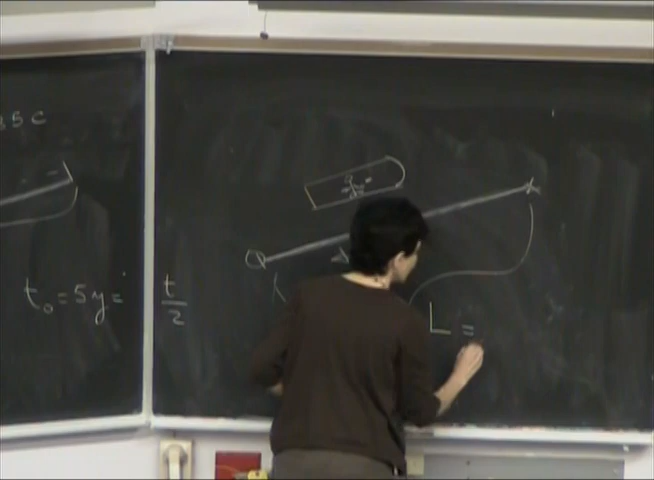 85c
t₀ = 5y = t/2
L =